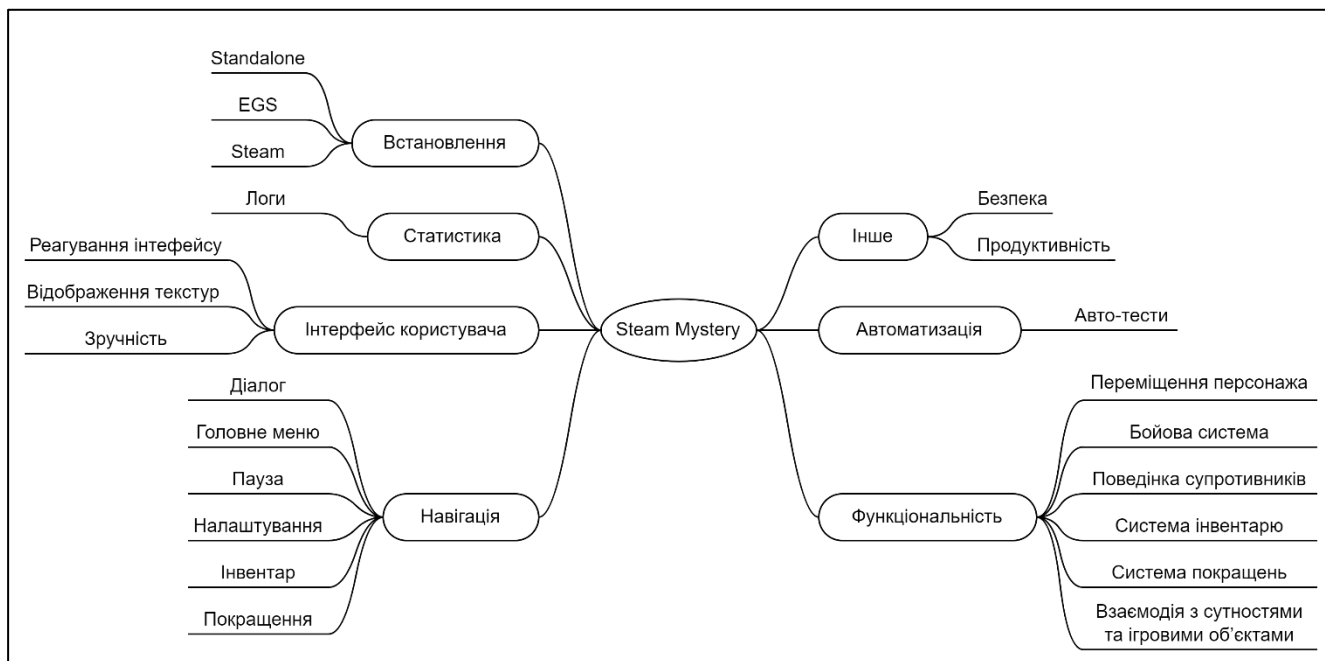 Standalone
EGS
Steam
Встановлення
Логи
Статистика
Реагування інтефейсу
Відображення текстур
Зручність
Інтерфейс користувача
Діалог
Головне меню
Пауза
Налаштування
Інвентар
Покращення
Навігація
Steam Mystery
Інше
Безпека
Продуктивність
Автоматизація
Авто-тести
Функціональність
Переміщення персонажа
Бойова система
Поведінка супротивників
Система інвентарю
Система покращень
Взаємодія з сутностями
та ігровими об’єктами